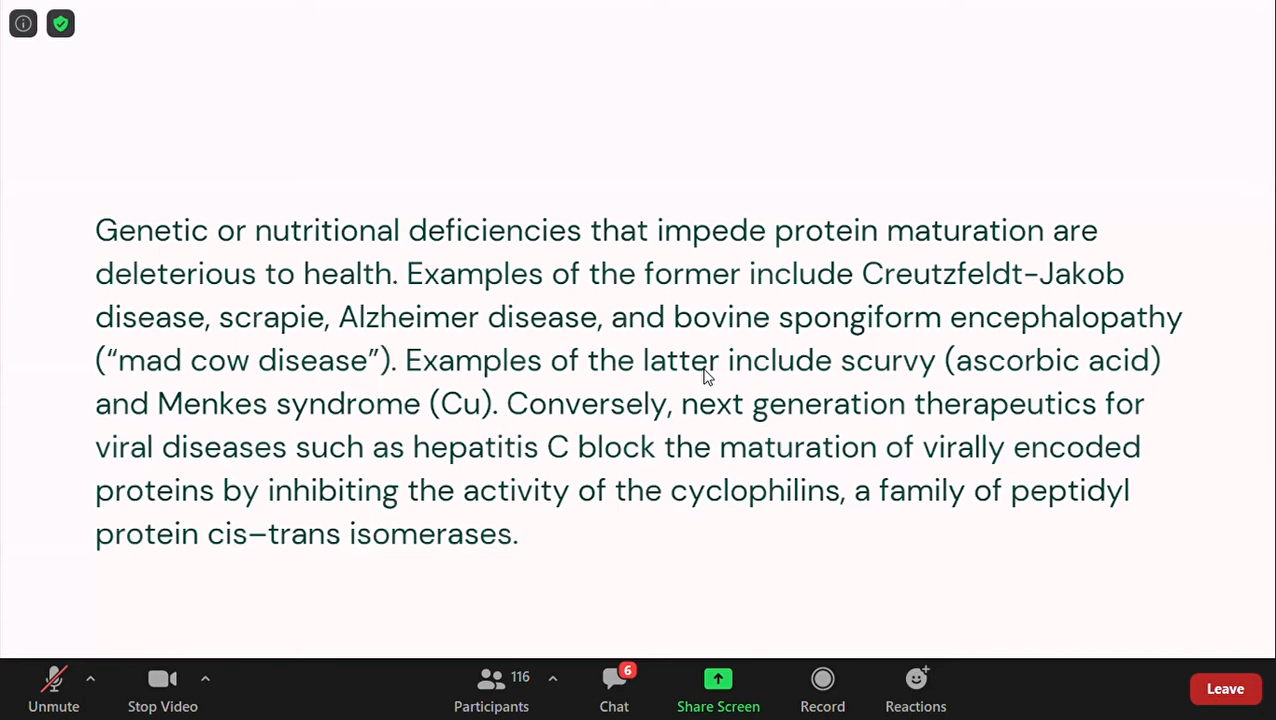 Genetic or nutritional deficiencies that impede protein maturation are
deleterious to health. Examples of the former include Creutzfeldt-Jakob
disease, scrapie, Alzheimer disease, and bovine spongiform encephalopathy
(“mad cow disease”). Examples of the latter include scurvy (ascorbic acid)
and Menkes syndrome (Cu). Conversely, next generation therapeutics for
viral diseases such as hepatitis C block the maturation of virally encoded
proteins by inhibiting the activity of the cyclophilins, a family of peptidyl
protein cis–trans isomerases.
116
6
Unmute
Stop Video
Participants
Chat
Share Screen
Record
Reactions
Leave